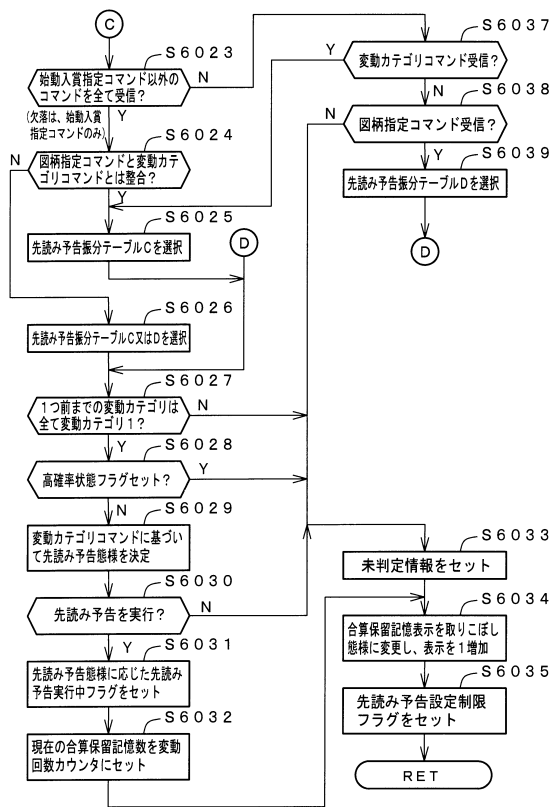 C
S6023
始動入賞指定コマンド以外の
コマンドを全て受信？
N
(欠落は、始動入賞
指定コマンドのみ)
Y
S6024
N
図柄指定コマンドと変動カテ
ゴリコマンドとは整合？
Y
S6025
先読み予告振分テーブルCを選択
D
S6026
先読み予告振分テーブルC又はDを選択
S6027
1つ前までの変動カテゴリは
全て変動カテゴリ1？
N
Y
S6028
高確率状態フラグセット？
Y
N
S6029
変動カテゴリコマンドに基づい
て先読み予告態様を決定
S6030
先読み予告を実行？
N
Y
S6031
先読み予告態様に応じた先読み
予告実行中フラグをセット
S6032
現在の合算保留記憶数を変動
回数カウンタにセット
S6037
Y
変動カテゴリコマンド受信？
N
S6038
N
図柄指定コマンド受信？
Y
S6039
先読み予告振分テーブルDを選択
D
S6033
未判定情報をセット
S6034
合算保留記憶表示を取りこぼし
態様に変更し、表示を1増加
S6035
先読み予告設定制限
フラグをセット
RET